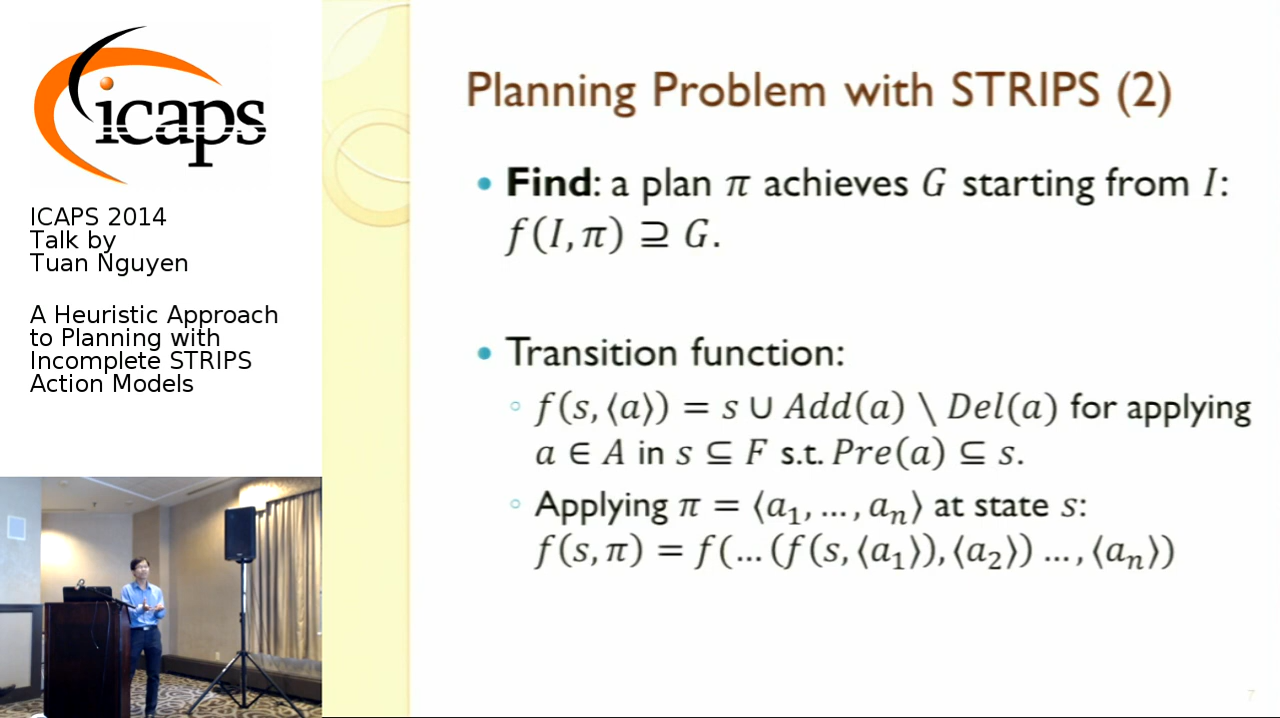 icaps
ICAPS 2014
Talk by
Tuan Nguyen
A Heuristic Approach
to Planning with
Incomplete STRIPS
Action Models
Planning Problem with STRIPS (2)
• Find: a plan π achieves G starting from I:
f(I, π) ⊇ G.
• Transition function:
◦ f(s, ⟨a⟩) = s ∪ Add(a) \ Del(a) for applying
a ∈ A in s ⊆ F s.t. Pre(a) ⊆ s.
◦ Applying π = ⟨a₁, …, aₙ⟩ at state s:
f(s, π) = f(… (f(s, ⟨a₁⟩), ⟨a₂⟩) …, ⟨aₙ⟩)
7